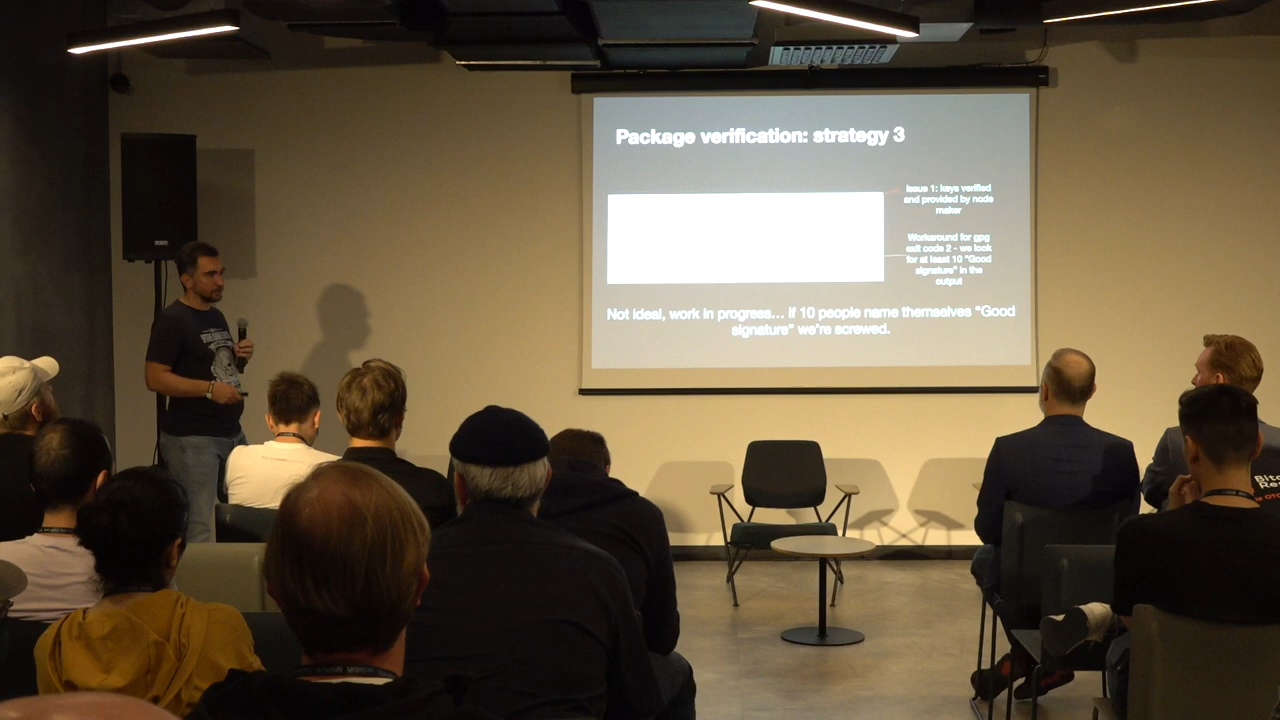 Package verification: strategy 3
Issue 1: keys verified
and provided by node
maker
Workaround for gpg
exit code 2 - we look
for at least 10 "Good
signature" in the
output
Not ideal, work in progress... If 10 people name themselves "Good
signature" we're screwed.